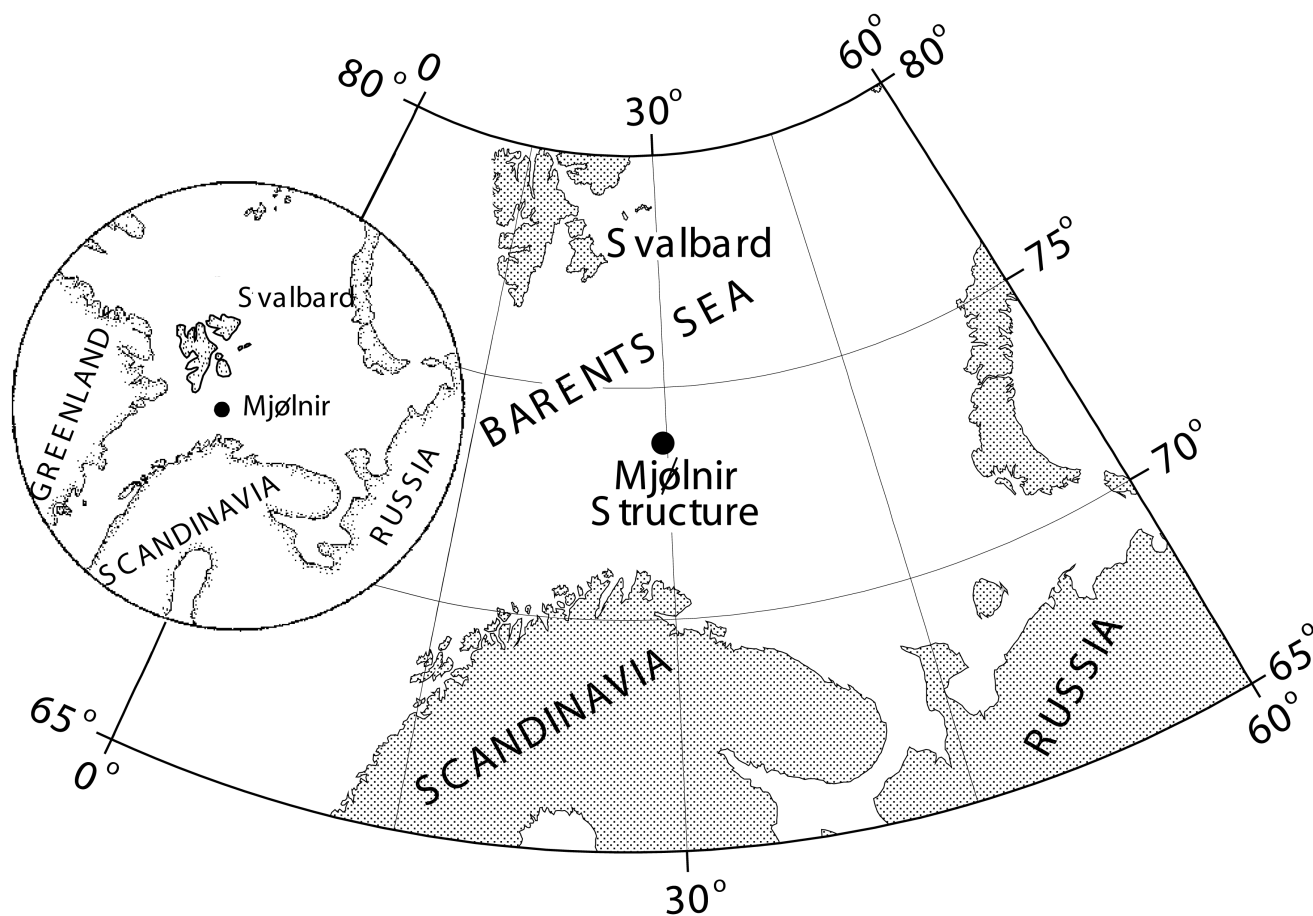 80° 0
30°
60°
80°
Svalbard
75°
BARENTS SEA
Svalbard
GREENLAND
Mjølnir
Mjølnir
Structure
70°
SCANDINAVIA
RUSSIA
SCANDINAVIA
RUSSIA
65°
0°
65°
60°
30°